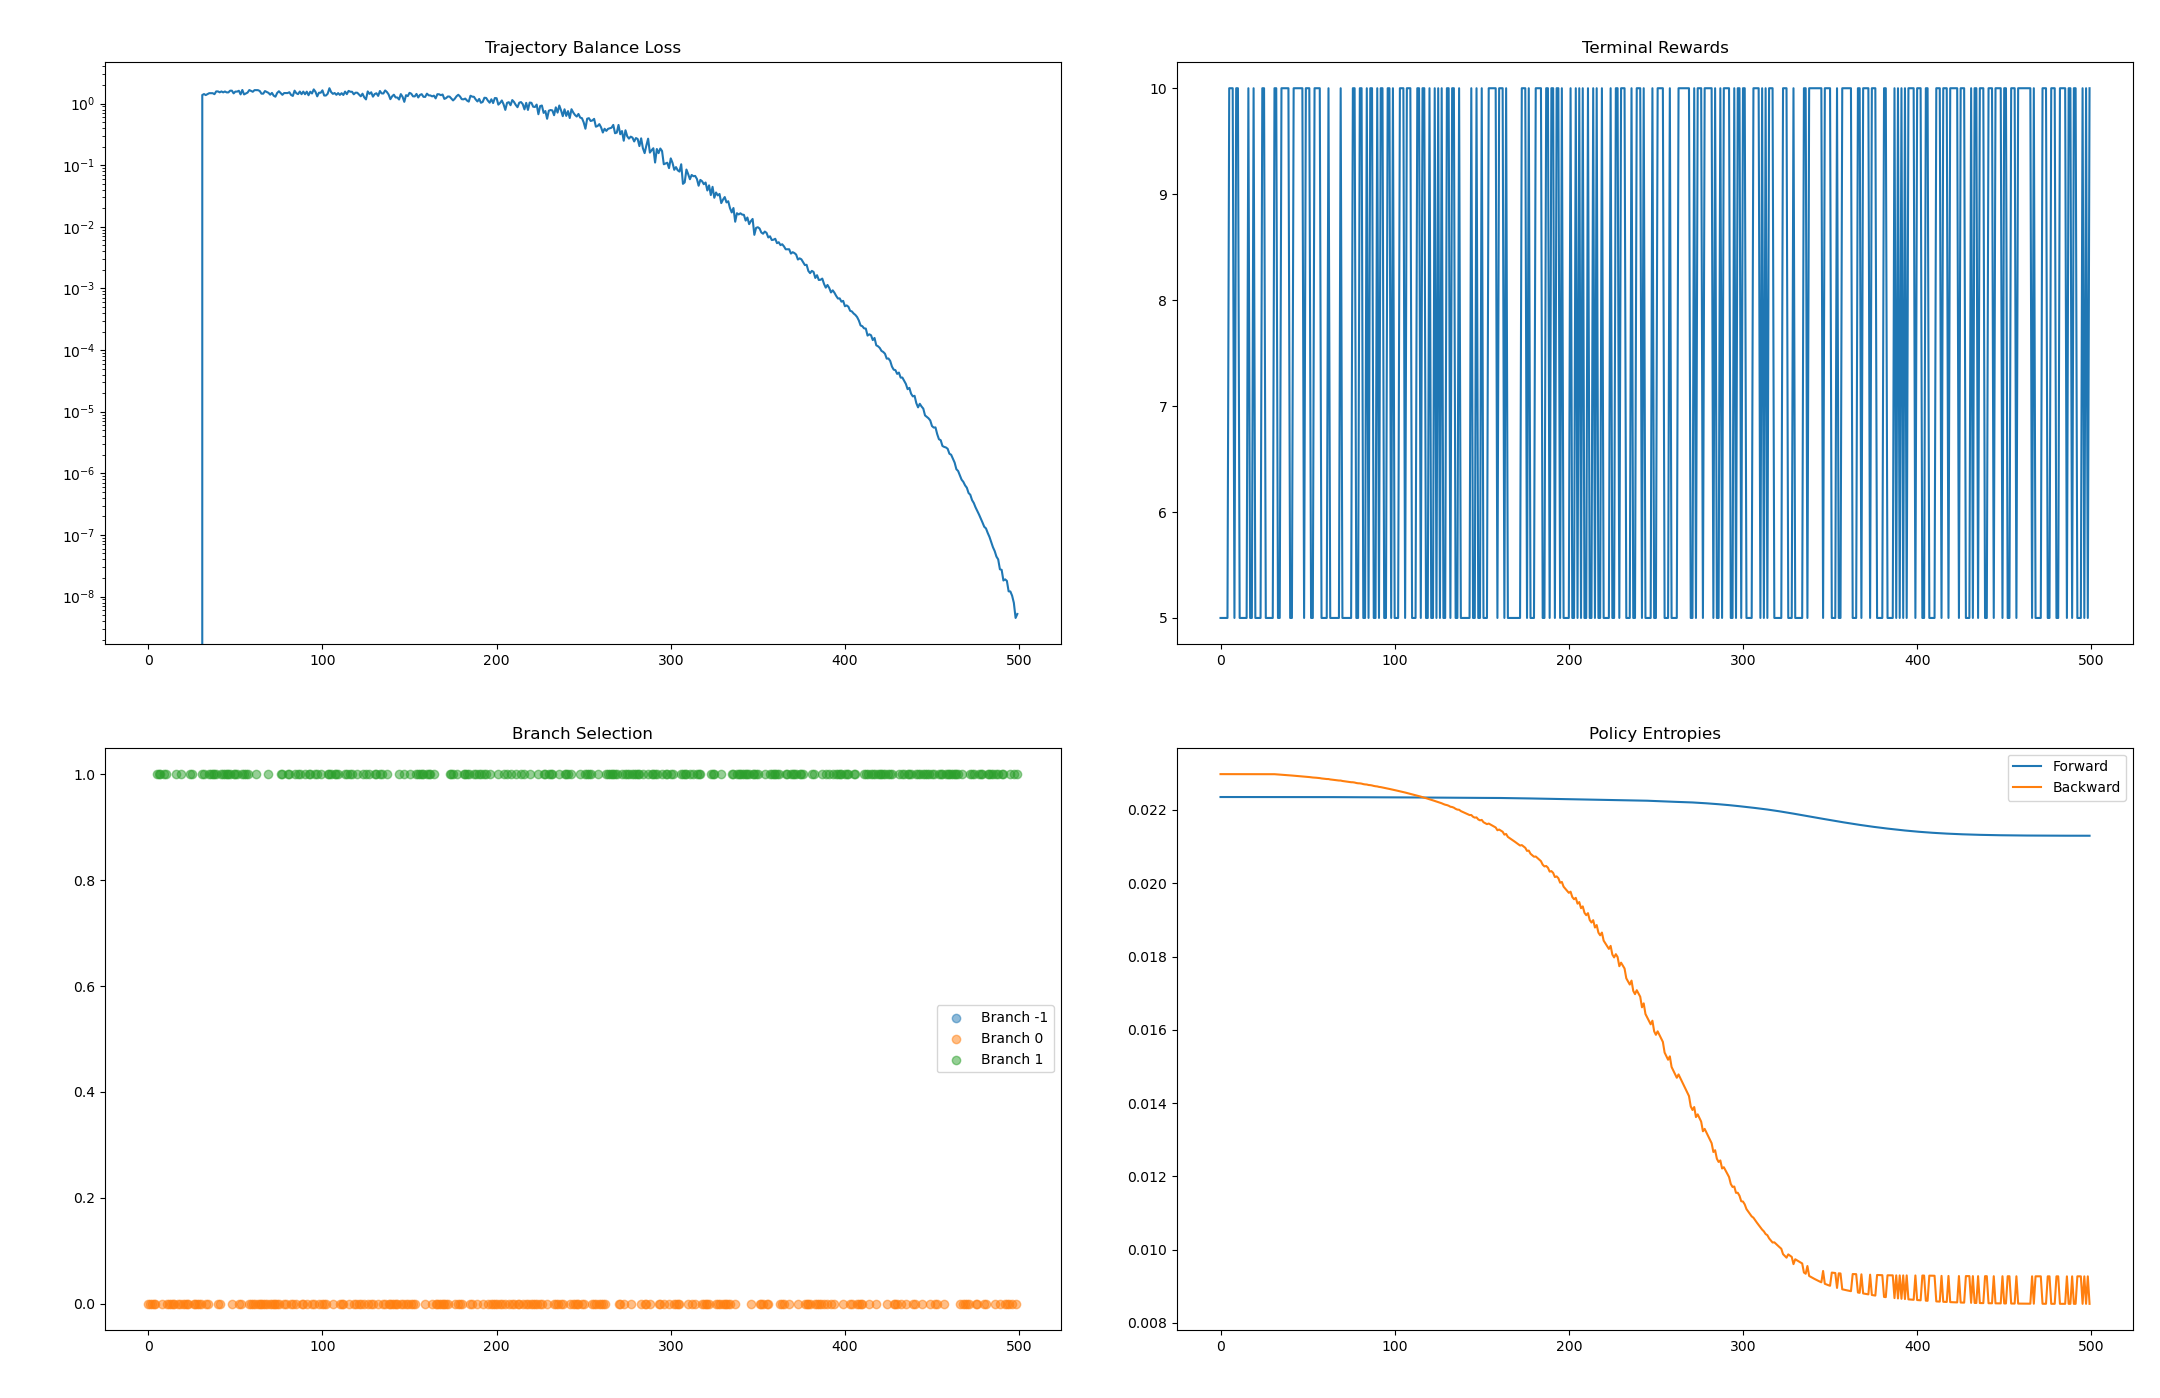 Trajectory Balance Loss
10^0
10^-1
10^-2
10^-3
10^-4
10^-5
10^-6
10^-7
10^-8
0 100 200 300 400 500
Terminal Rewards
10
9
8
7
6
5
0 100 200 300 400 500
Branch Selection
1.0
0.8
0.6
0.4
0.2
0.0
Branch -1
Branch 0
Branch 1
0 100 200 300 400 500
Policy Entropies
Forward
Backward
0.022
0.020
0.018
0.016
0.014
0.012
0.010
0.008
0 100 200 300 400 500